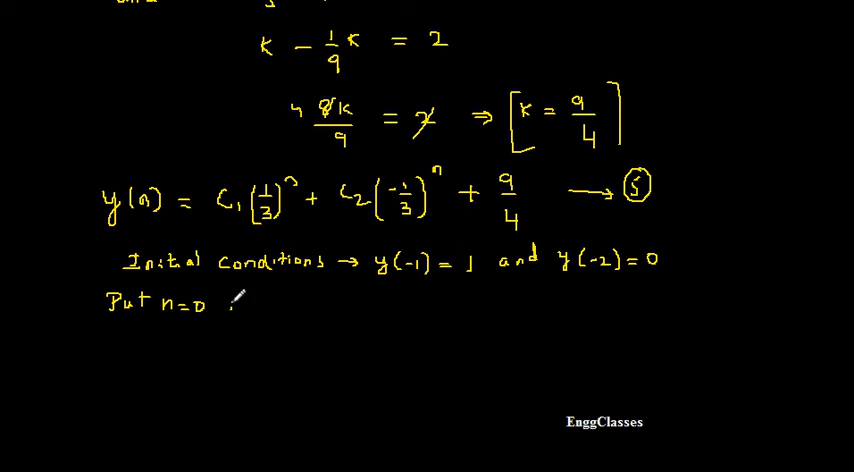 K - 1/9 K = 2
8K/9 = 2 ⇒ [K = 9/4]
y(n) = C₁(1/3)ⁿ + C₂(-1/3)ⁿ + 9/4 → ⑤
Initial Conditions → y(-1) = 1 and y(-2) = 0
Put n=0
EnggClasses